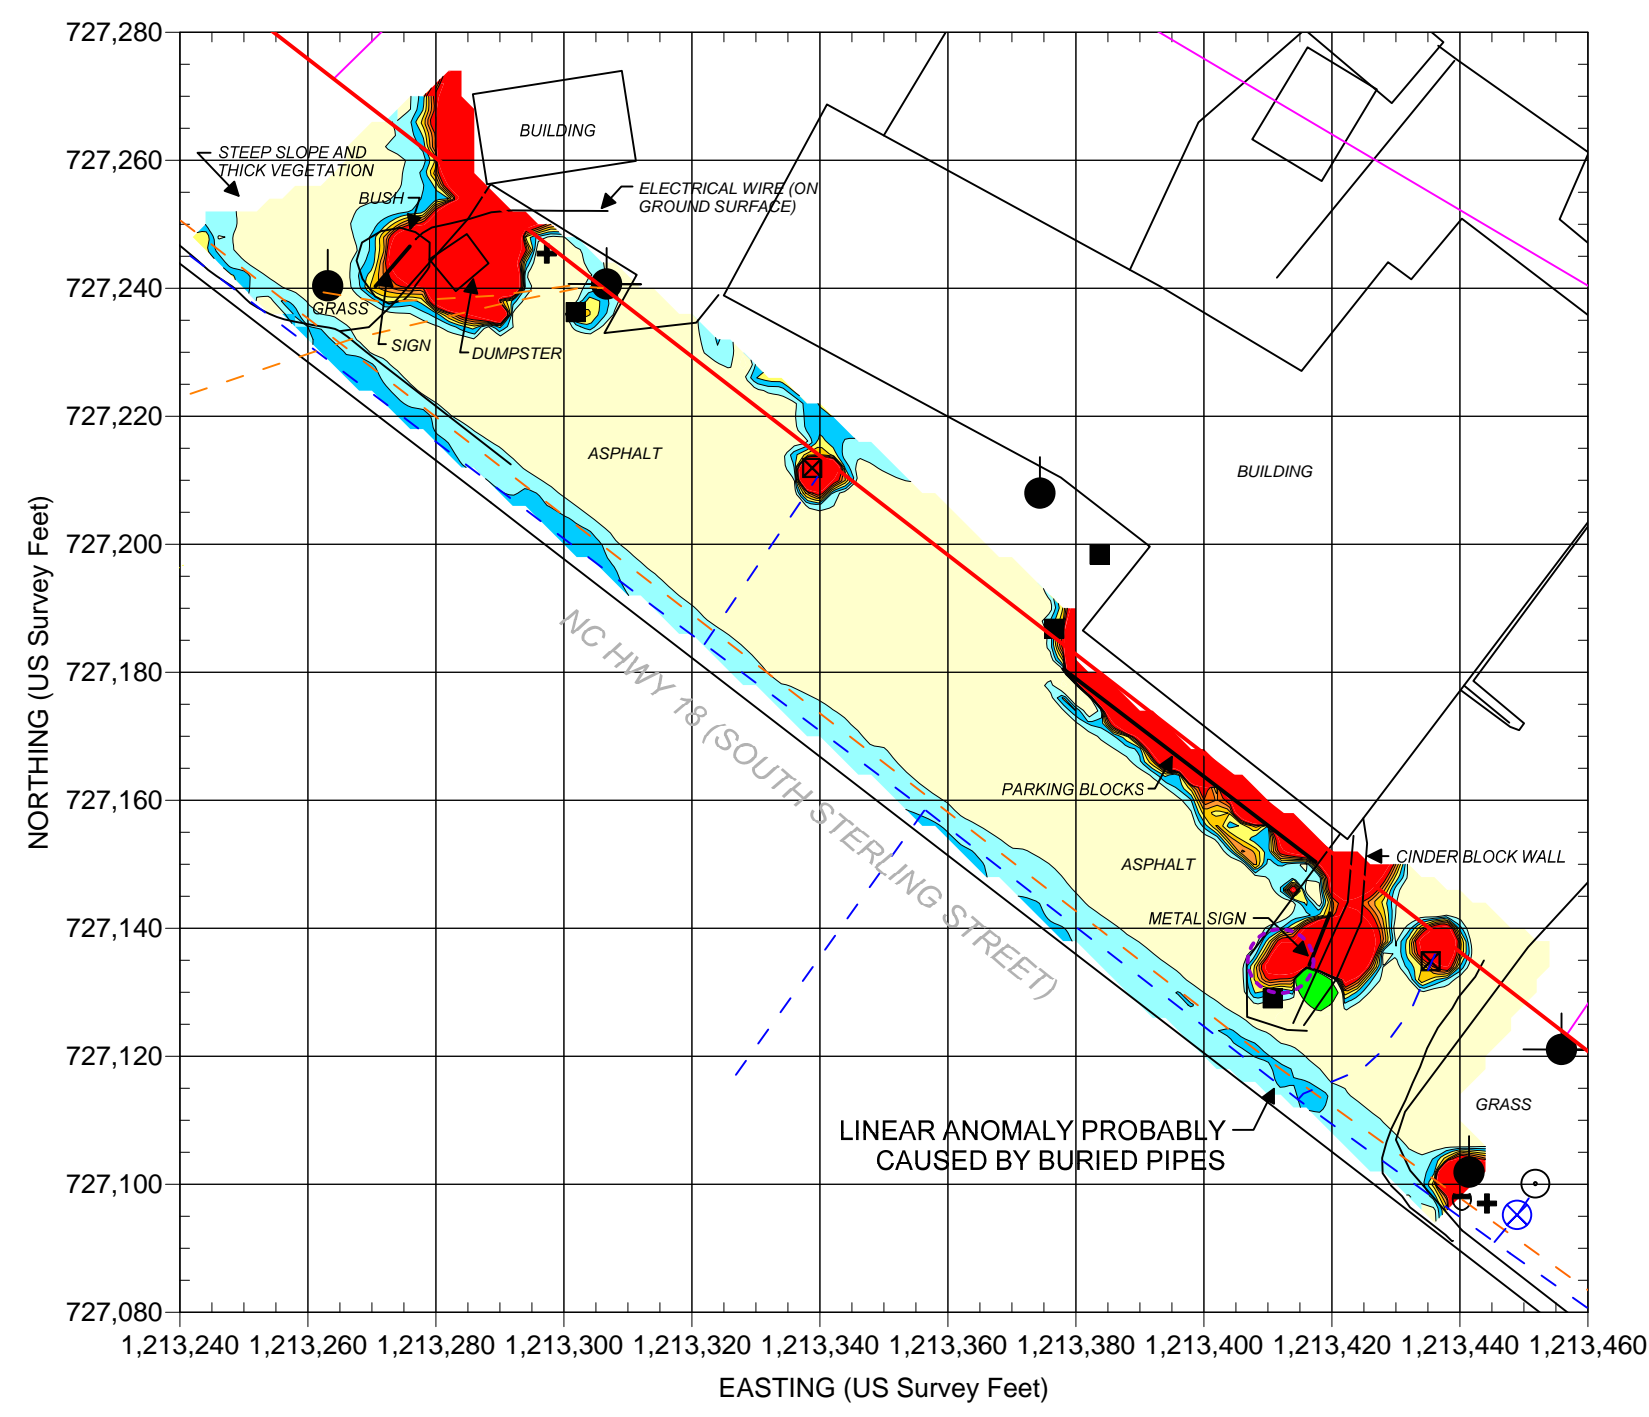 727,280
BUILDING
727,260
STEEP SLOPE AND
THICK VEGETATION
BUSH
ELECTRICAL WIRE (ON
GROUND SURFACE)
727,240
GRASS
SIGN
DUMPSTER
727,220
ASPHALT
BUILDING
727,200
NC HWY 18 (SOUTH STERLING STREET)
727,180
PARKING BLOCKS
727,160
ASPHALT
CINDER BLOCK WALL
METAL SIGN
727,140
727,120
GRASS
LINEAR ANOMALY PROBABLY
CAUSED BY BURIED PIPES
727,100
727,080
NORTHING (US Survey Feet)
1,213,240 1,213,260 1,213,280 1,213,300 1,213,320 1,213,340 1,213,360 1,213,380 1,213,400 1,213,420 1,213,440 1,213,460
EASTING (US Survey Feet)